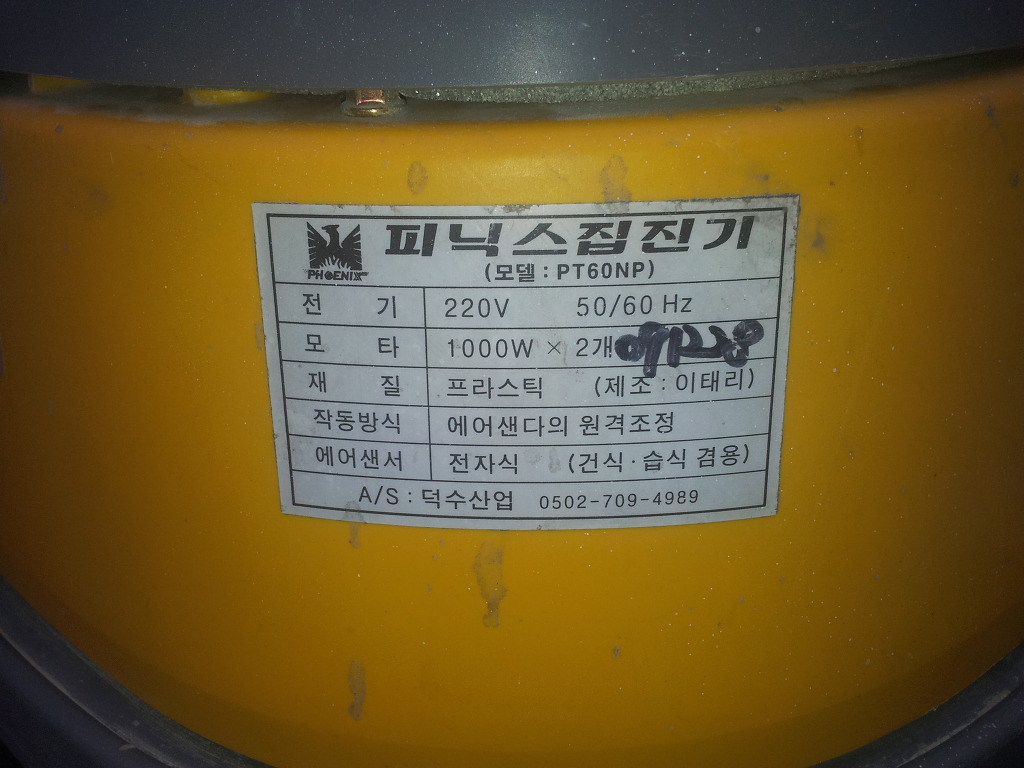 PHOENIX
피닉스집진기
(모델 : PT60NP)
전 기 220V 50/60 Hz
모 타 1000W × 2개
재 질 프라스틱 (제조 : 이태리)
작동방식 에어샌다의 원격조정
에어샌서 전자식 (건식·습식 겸용)
A/S : 덕수산업 0502-709-4989